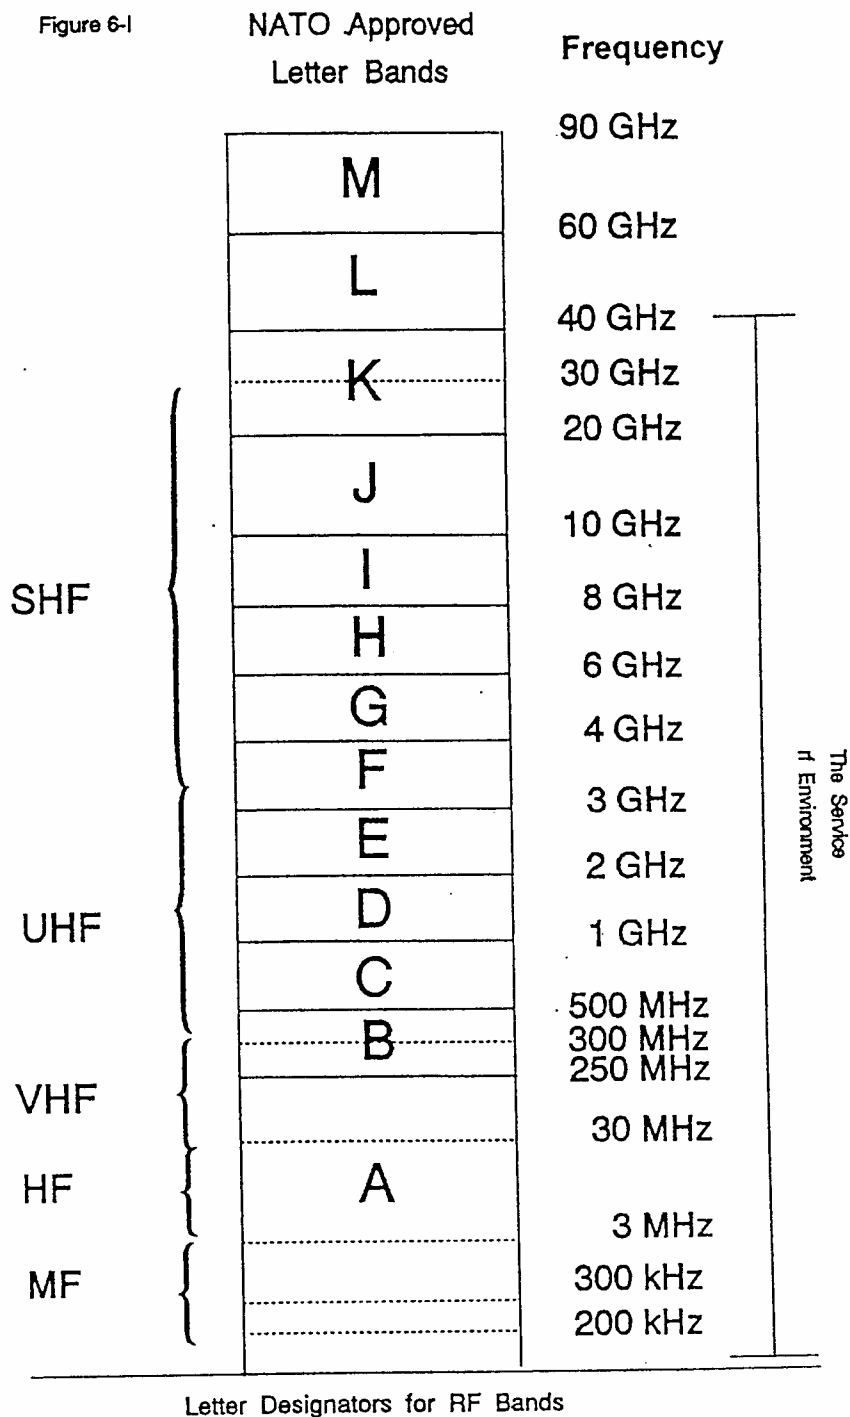 Figure 6-I
NATO Approved
Letter Bands
Frequency
90 GHz
M
60 GHz
L
40 GHz
K
30 GHz
20 GHz
J
10 GHz
I
8 GHz
SHF
H
6 GHz
G
4 GHz
F
3 GHz
The Service
rf Environment
E
2 GHz
D
UHF
1 GHz
C
500 MHz
B
300 MHz
250 MHz
VHF
30 MHz
HF
A
3 MHz
MF
300 kHz
200 kHz
Letter Designators for RF Bands